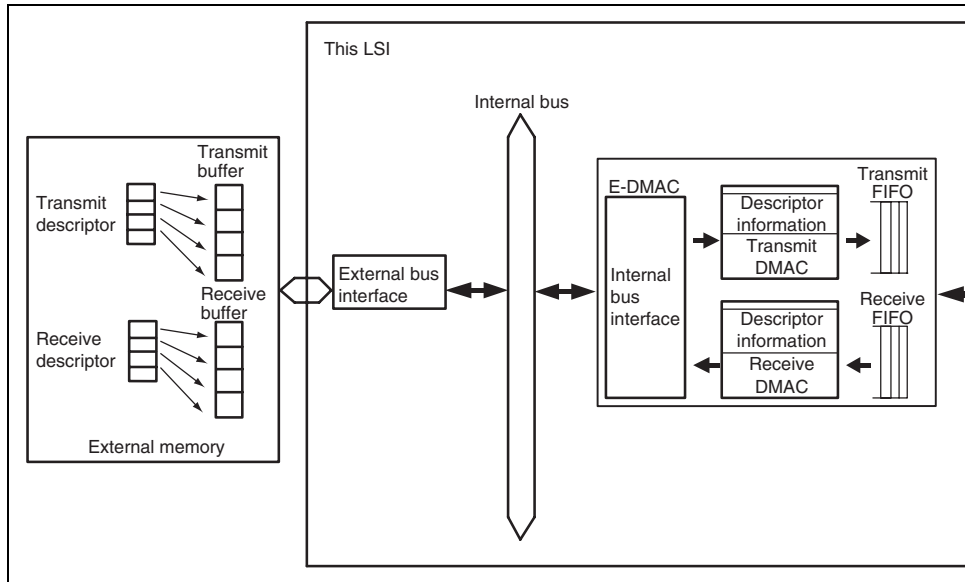 This LSI
Internal bus
Transmit
buffer
Transmit
descriptor
Receive
buffer
Receive
descriptor
External memory
External bus
interface
E-DMAC
Internal
bus
interface
Descriptor
information
Transmit
DMAC
Transmit
FIFO
Descriptor
information
Receive
DMAC
Receive
FIFO